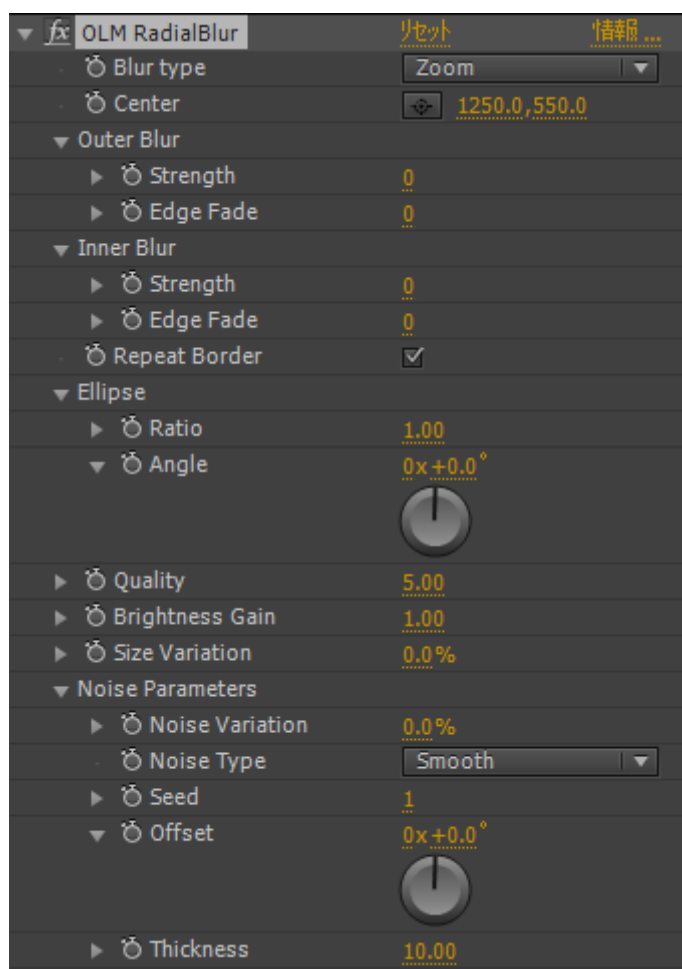 fx OLM RadialBlur リセット 情報 ...
Blur type Zoom
Center 1250.0,550.0
Outer Blur
Strength 0
Edge Fade 0
Inner Blur
Strength 0
Edge Fade 0
Repeat Border
Ellipse
Ratio 1.00
Angle 0x+0.0°
Quality 5.00
Brightness Gain 1.00
Size Variation 0.0%
Noise Parameters
Noise Variation 0.0%
Noise Type Smooth
Seed 1
Offset 0x+0.0°
Thickness 10.00